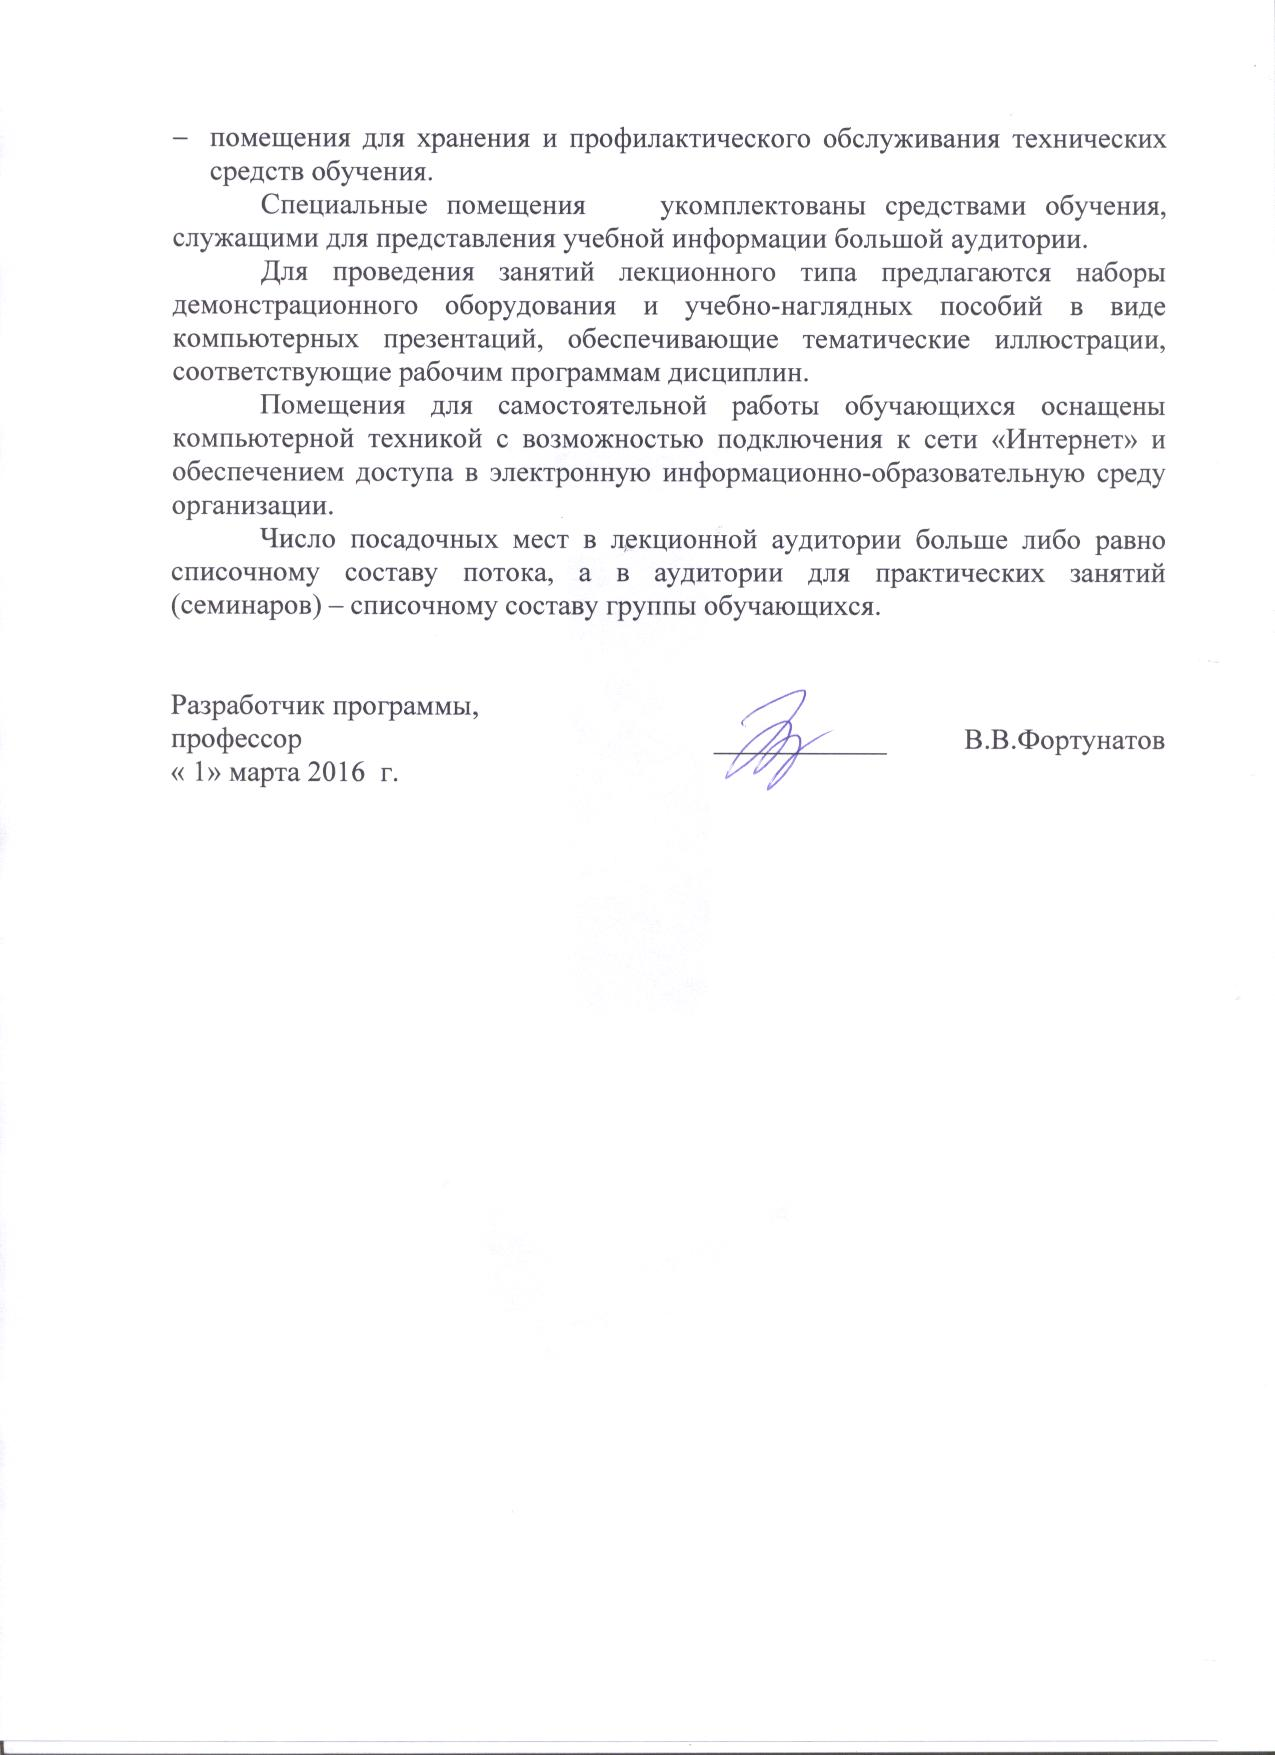 – помещения для хранения и профилактического обслуживания технических
средств обучения.
Специальные помещения укомплектованы средствами обучения,
служащими для представления учебной информации большой аудитории.
Для проведения занятий лекционного типа предлагаются наборы
демонстрационного оборудования и учебно-наглядных пособий в виде
компьютерных презентаций, обеспечивающие тематические иллюстрации,
соответствующие рабочим программам дисциплин.
Помещения для самостоятельной работы обучающихся оснащены
компьютерной техникой с возможностью подключения к сети «Интернет» и
обеспечением доступа в электронную информационно-образовательную среду
организации.
Число посадочных мест в лекционной аудитории больше либо равно
списочному составу потока, а в аудитории для практических занятий
(семинаров) – списочному составу группы обучающихся.
Разработчик программы,
профессор ____________ В.В.Фортунатов
« 1» марта 2016 г.